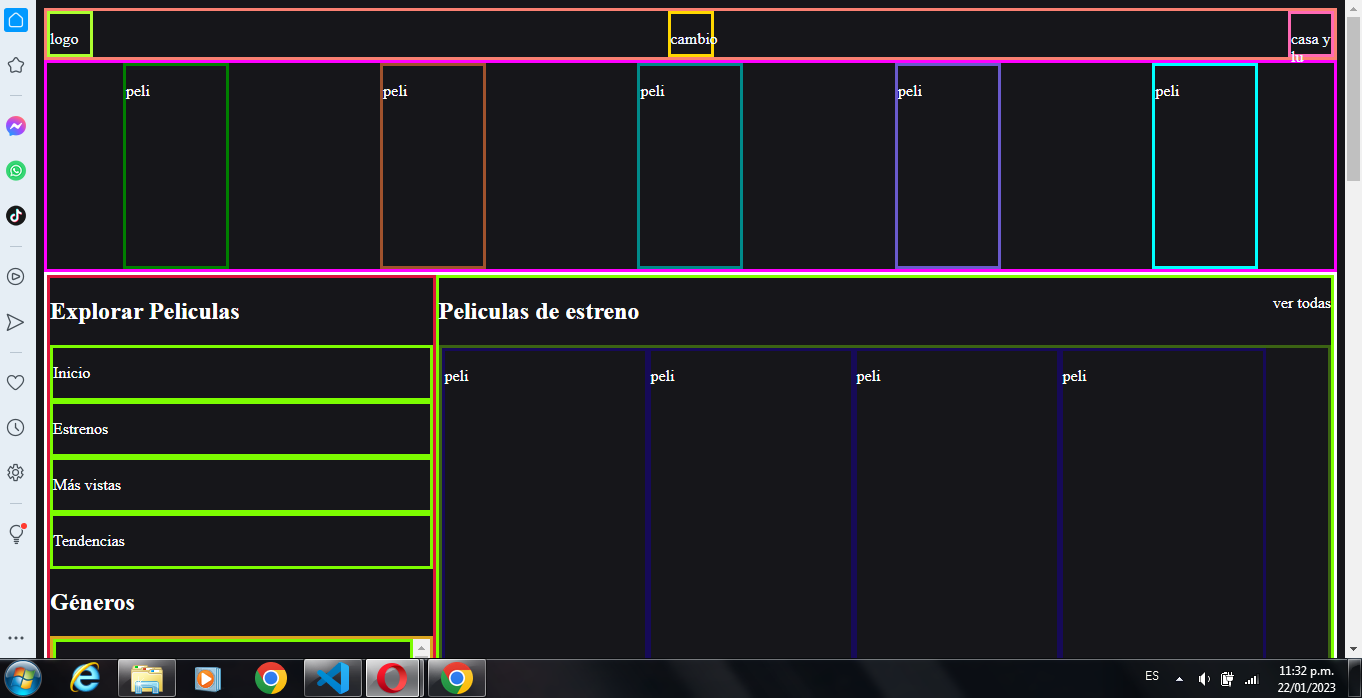 logo
cambio
casa y
lu
peli
peli
peli
peli
peli
Explorar Peliculas
Inicio
Estrenos
Más vistas
Tendencias
Géneros
Peliculas de estreno
ver todas
peli
peli
peli
peli
ES
11:32 p.m.
22/01/2023